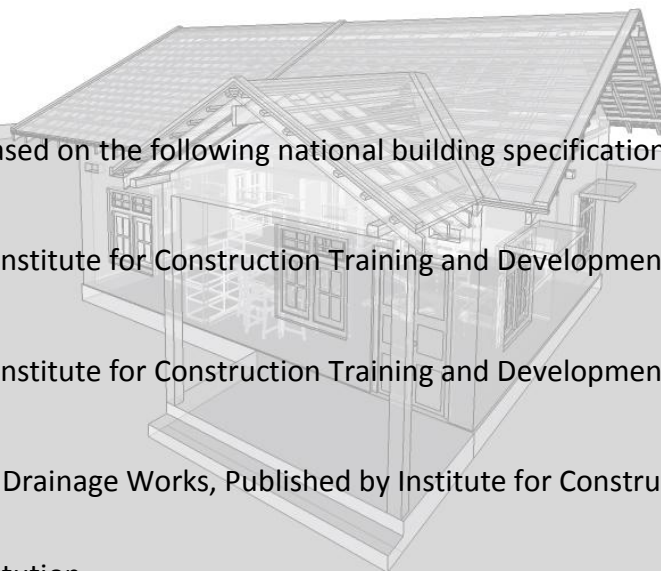 ased on the following national building specification
nstitute for Construction Training and Developmen
nstitute for Construction Training and Developmen
Drainage Works, Published by Institute for Constru